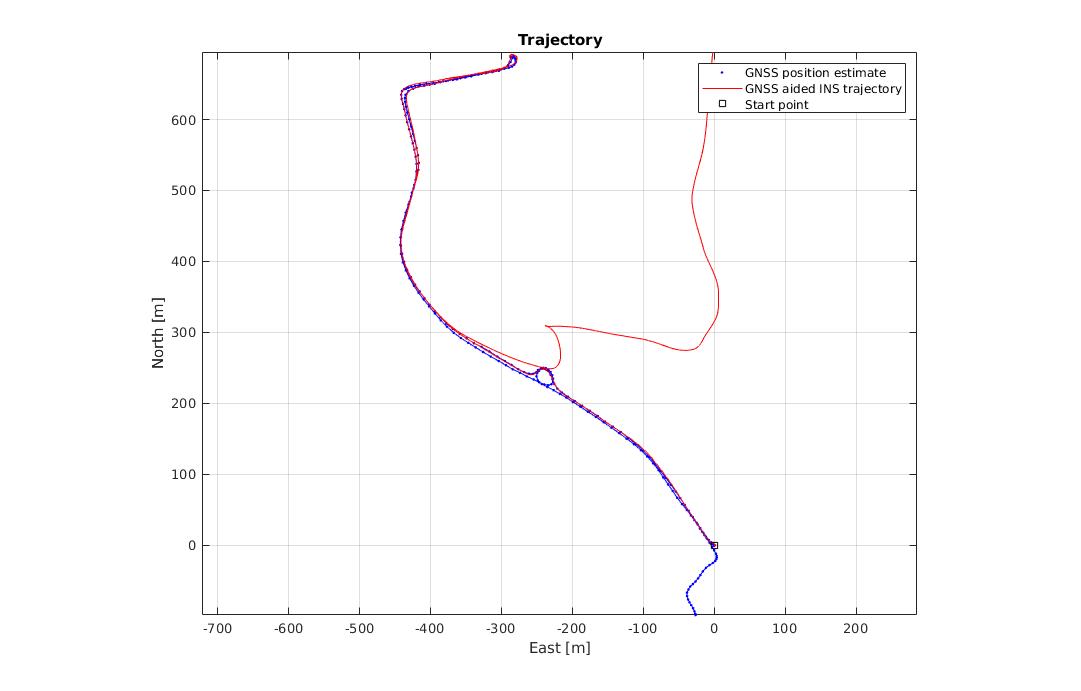 Trajectory
GNSS position estimate
GNSS aided INS trajectory
Start point
600
500
400
300
200
100
0
North [m]
-700 -600 -500 -400 -300 -200 -100 0 100 200
East [m]